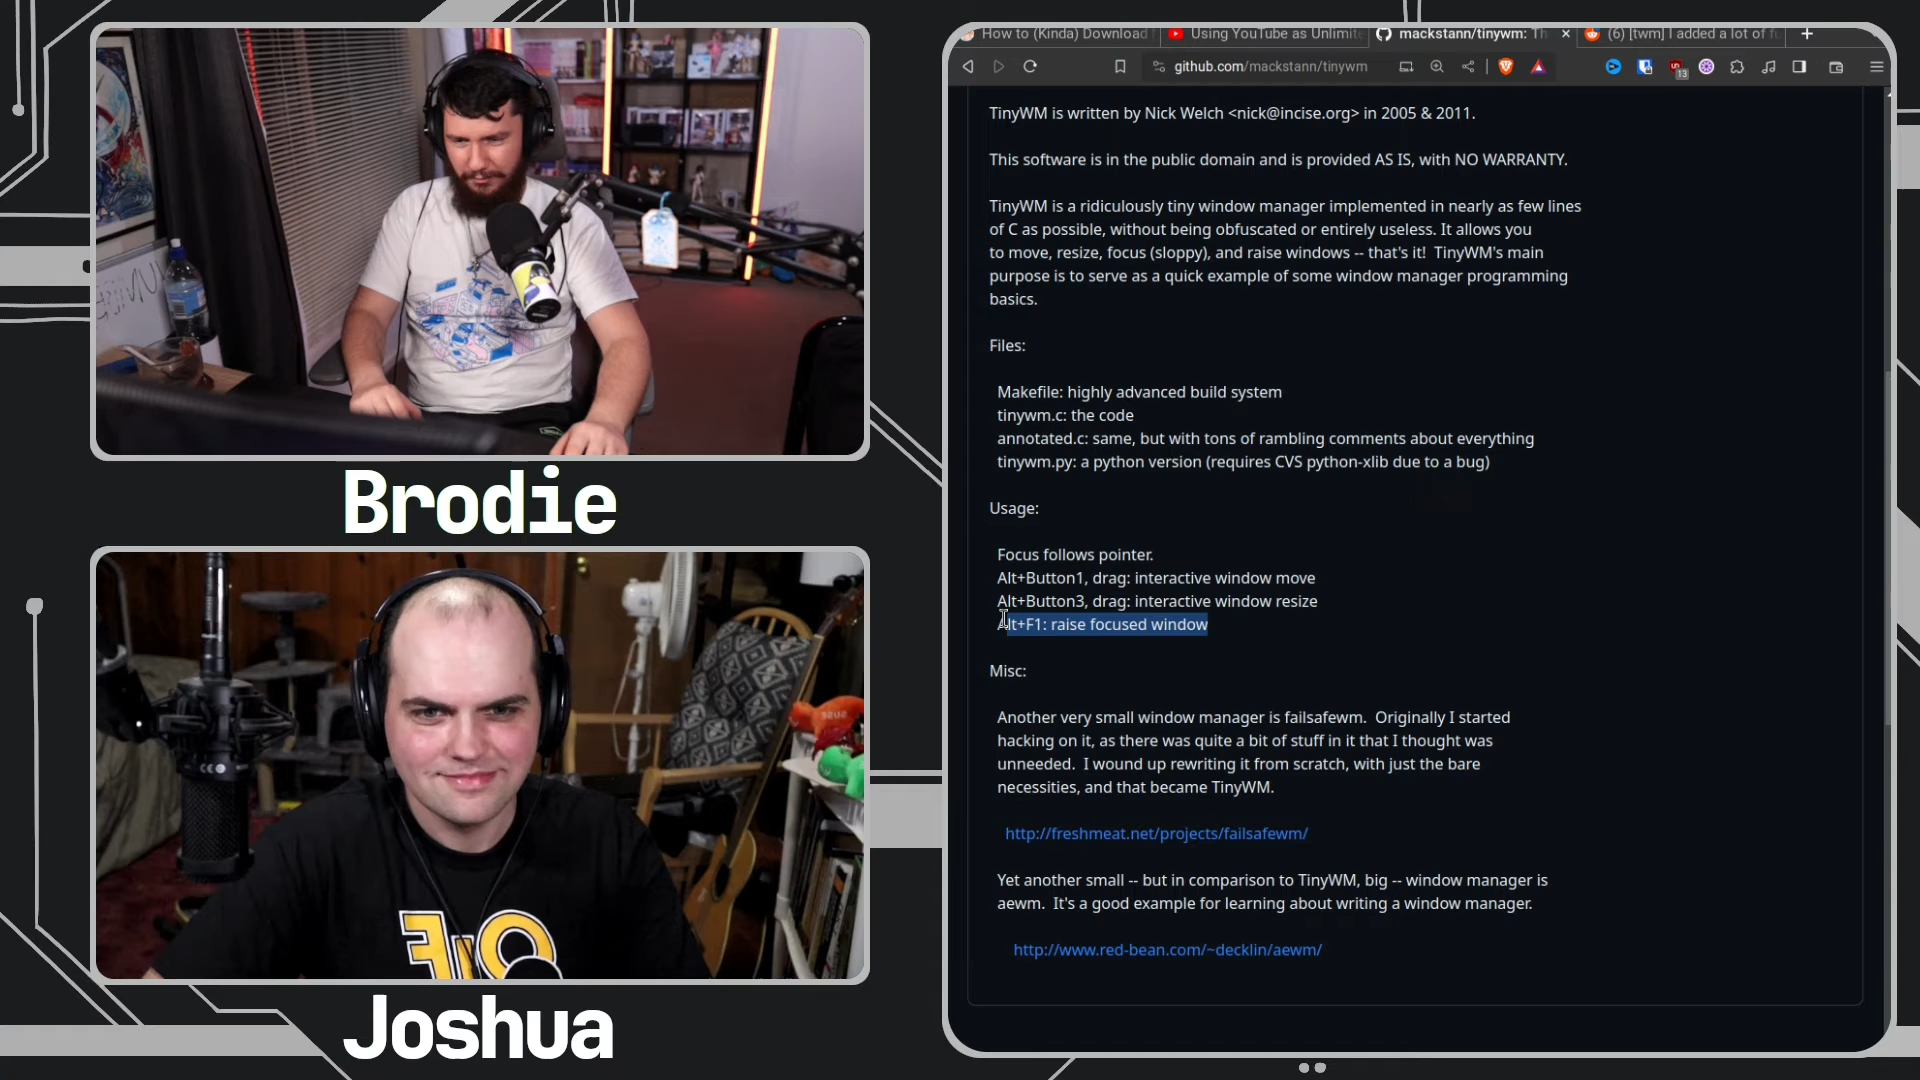 Brodie
Joshua
How to (Kinda) Download
Using YouTube as Unlimit
mackstann/tinywm: Th
(6) [twm] I added a lot of f
github.com/mackstann/tinywm
13
TinyWM is written by Nick Welch <nick@incise.org> in 2005 & 2011.
This software is in the public domain and is provided AS IS, with NO WARRANTY.
TinyWM is a ridiculously tiny window manager implemented in nearly as few lines
of C as possible, without being obfuscated or entirely useless. It allows you
to move, resize, focus (sloppy), and raise windows -- that's it!  TinyWM's main
purpose is to serve as a quick example of some window manager programming
basics.
Files:
Makefile: highly advanced build system
tinywm.c: the code
annotated.c: same, but with tons of rambling comments about everything
tinywm.py: a python version (requires CVS python-xlib due to a bug)
Usage:
Focus follows pointer.
Alt+Button1, drag: interactive window move
Alt+Button3, drag: interactive window resize
Alt+F1: raise focused window
Misc:
Another very small window manager is failsafewm.  Originally I started
hacking on it, as there was quite a bit of stuff in it that I thought was
unneeded.  I wound up rewriting it from scratch, with just the bare
necessities, and that became TinyWM.
http://freshmeat.net/projects/failsafewm/
Yet another small -- but in comparison to TinyWM, big -- window manager is
aewm.  It's a good example for learning about writing a window manager.
http://www.red-bean.com/~decklin/aewm/